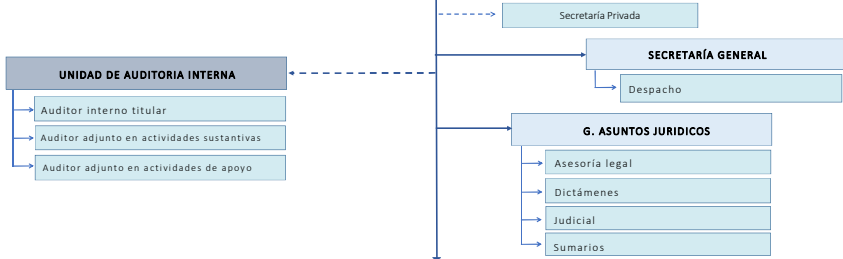 Secretaría Privada
SECRETARÍA GENERAL
Despacho
UNIDAD DE AUDITORIA INTERNA
Auditor interno titular
Auditor adjunto en actividades sustantivas
Auditor adjunto en actividades de apoyo
G. ASUNTOS JURIDICOS
Asesoría legal
Dictámenes
Judicial
Sumarios